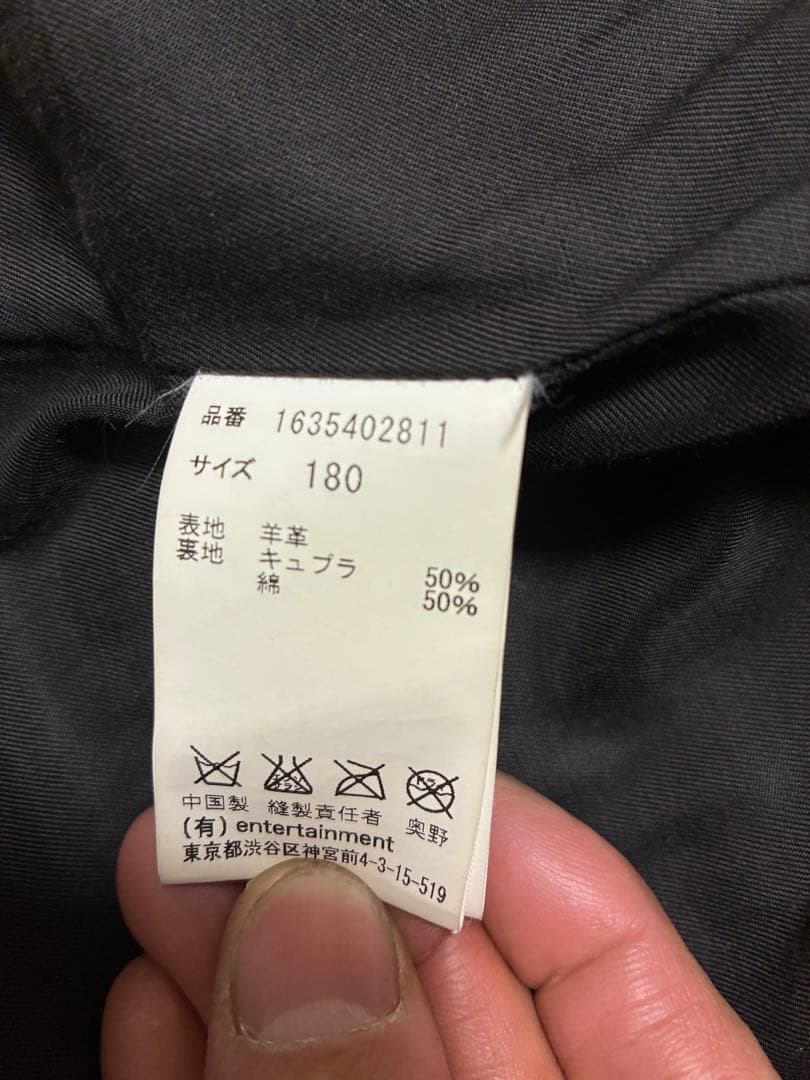 品番 1635402811
サイズ 180
表地 羊革
裏地 キュプラ 50%
綿 50%
中国製 縫製責任者 奥野
(有) entertainment
東京都渋谷区神宮前4-3-15-519